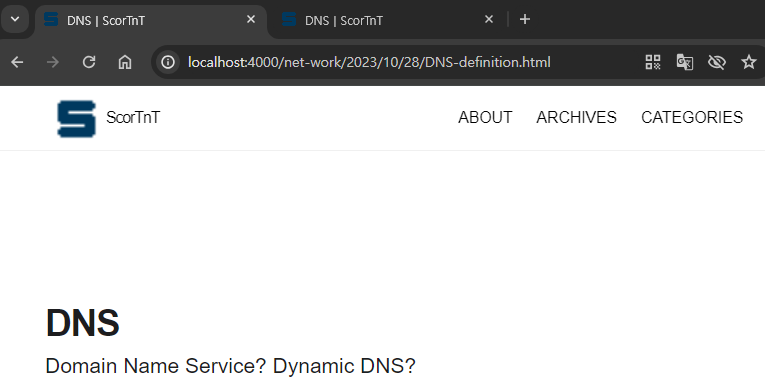 DNS | ScorTnT DNS | ScorTnT
localhost:4000/net-work/2023/10/28/DNS-definition.html
ScorTnT ABOUT ARCHIVES CATEGORIES
DNS
Domain Name Service? Dynamic DNS?